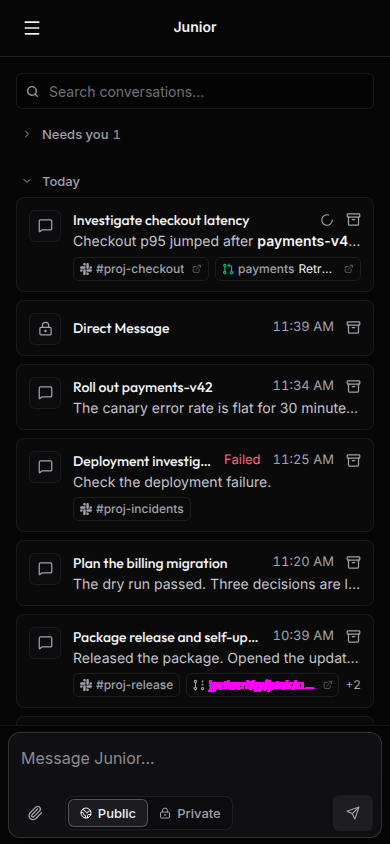 Junior
Search conversations...
Needs you 1
Today
Investigate checkout latency
Checkout p95 jumped after payments-v4...
#proj-checkout payments Retr...
Direct Message 11:39 AM
Roll out payments-v42 11:34 AM
The canary error rate is flat for 30 minute...
Deployment investig... Failed 11:25 AM
Check the deployment failure.
#proj-incidents
Plan the billing migration 11:20 AM
The dry run passed. Three decisions are l...
Package release and self-up... 10:39 AM
Released the package. Opened the updat...
#proj-release +2
Message Junior...
Public Private